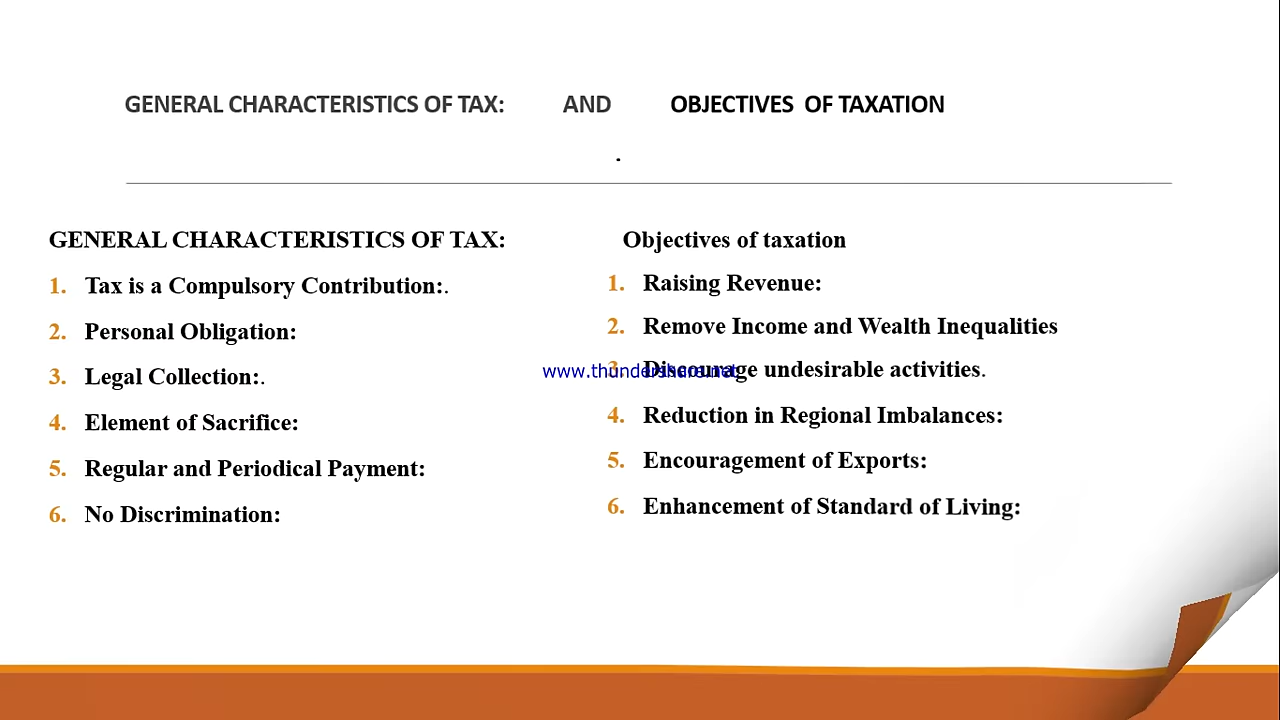 GENERAL CHARACTERISTICS OF TAX: AND OBJECTIVES OF TAXATION
.
GENERAL CHARACTERISTICS OF TAX:
1. Tax is a Compulsory Contribution:.
2. Personal Obligation:
3. Legal Collection:.
4. Element of Sacrifice:
5. Regular and Periodical Payment:
6. No Discrimination:
Objectives of taxation
1. Raising Revenue:
2. Remove Income and Wealth Inequalities
3. Discourage undesirable activities.
4. Reduction in Regional Imbalances:
5. Encouragement of Exports:
6. Enhancement of Standard of Living:
www.thundershare.net